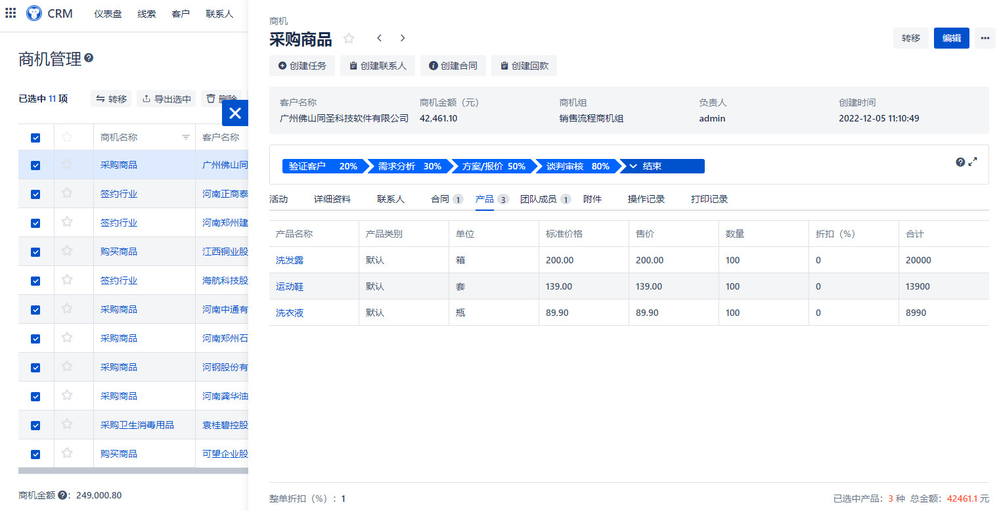 CRM 仪表盘 线索 客户 联系人
商机管理
已选中 11 项 转移 导出选中 删除
商机名称 客户名称
采购商品 广州佛山同
签约行业 河南正商泰
签约行业 河南郑州建
购买商品 江西铜业股
签约行业 海航科技股
采购商品 河南中通有
采购商品 河南郑州石
采购商品 河钢股份有
采购商品 河南龚华油
采购卫生消毒用品 袁桂碧控股
购买商品 可望企业股
商机金额 : 249,000.80
商机
采购商品
转移 编辑
创建任务 创建联系人 创建合同 创建回款
客户名称 商机金额（元） 商机组 负责人 创建时间
广州佛山同圣科技软件有限公司 42,461.10 销售流程商机组 admin 2022-12-05 11:10:49
验证客户 20% 需求分析 30% 方案/报价 50% 谈判审核 80% 结束
活动 详细资料 联系人 合同 1 产品 3 团队成员 1 附件 操作记录 打印记录
产品名称 产品类别 单位 标准价格 售价 数量 折扣（%） 合计
洗发露 默认 箱 200.00 200.00 100 0 20000
运动鞋 默认 套 139.00 139.00 100 0 13900
洗衣液 默认 瓶 89.90 89.90 100 0 8990
整单折扣（%）: 1 已选中产品: 3 种 总金额: 42461.1 元